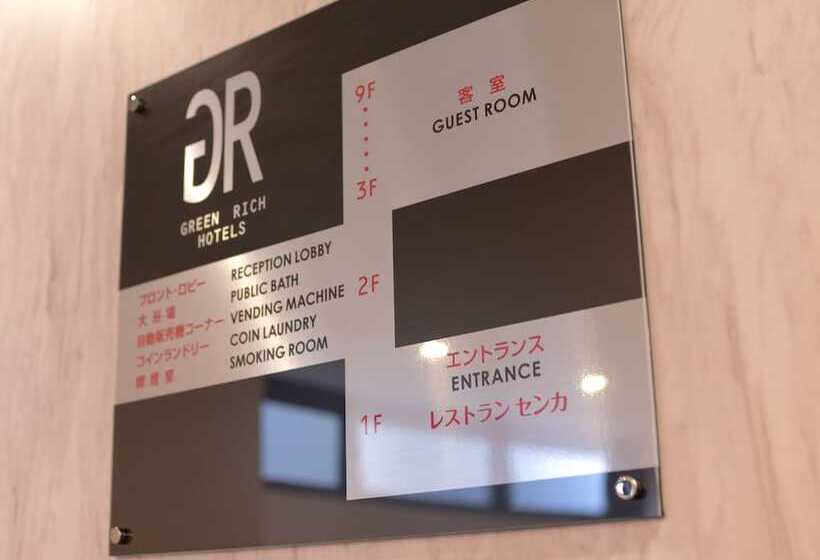 GR
GREEN RICH
HOTELS
9F
客室
GUEST ROOM
3F
フロント・ロビー RECEPTION LOBBY
大浴場 PUBLIC BATH
自動販売機コーナー VENDING MACHINE
コインランドリー COIN LAUNDRY
喫煙室 SMOKING ROOM
2F
エントランス
ENTRANCE
1F
レストラン センカ